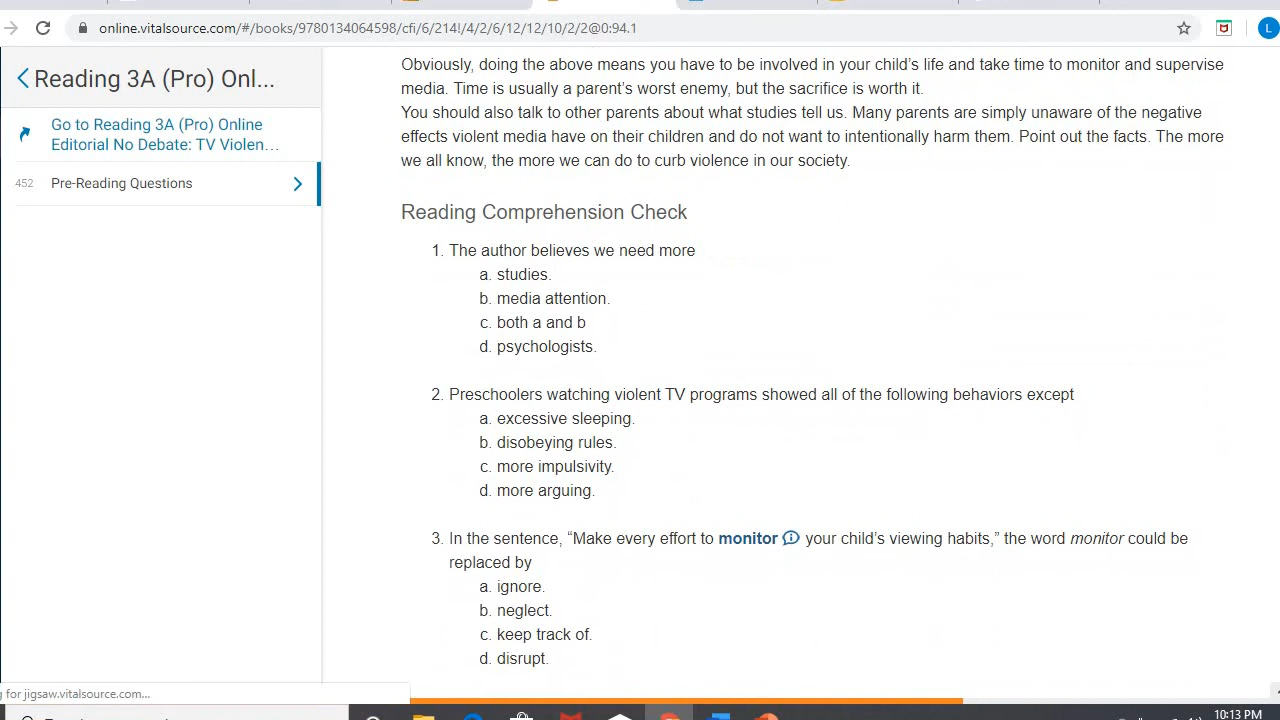 online.vitalsource.com/#/books/9780134064598/cfi/6/214!/4/2/6/12/12/10/2/2@0:94.1
L
Reading 3A (Pro) Onl...
Go to Reading 3A (Pro) Online
Editorial No Debate: TV Violen...
452 Pre-Reading Questions
Obviously, doing the above means you have to be involved in your child's life and take time to monitor and supervise
media. Time is usually a parent's worst enemy, but the sacrifice is worth it.
You should also talk to other parents about what studies tell us. Many parents are simply unaware of the negative
effects violent media have on their children and do not want to intentionally harm them. Point out the facts. The more
we all know, the more we can do to curb violence in our society.
Reading Comprehension Check
1. The author believes we need more
a. studies.
b. media attention.
c. both a and b
d. psychologists.
2. Preschoolers watching violent TV programs showed all of the following behaviors except
a. excessive sleeping.
b. disobeying rules.
c. more impulsivity.
d. more arguing.
3. In the sentence, “Make every effort to monitor your child's viewing habits,” the word monitor could be
replaced by
a. ignore.
b. neglect.
c. keep track of.
d. disrupt.
g for jigsaw.vitalsource.com...
10:13 PM